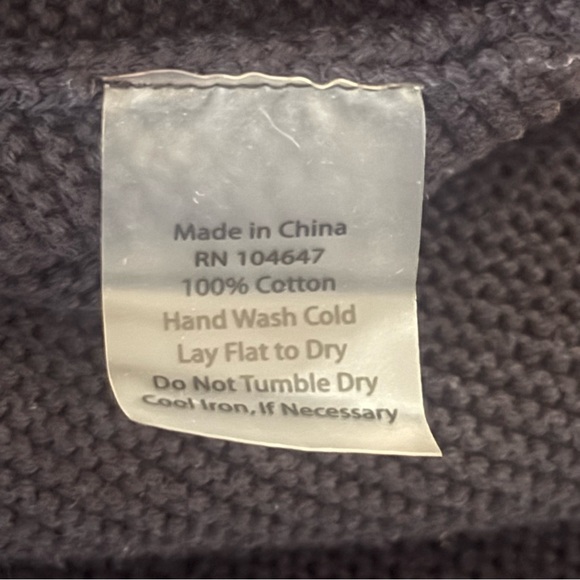 Made in China
RN 104647
100% Cotton
Hand Wash Cold
Lay Flat to Dry
Do Not Tumble Dry
Cool Iron, If Necessary